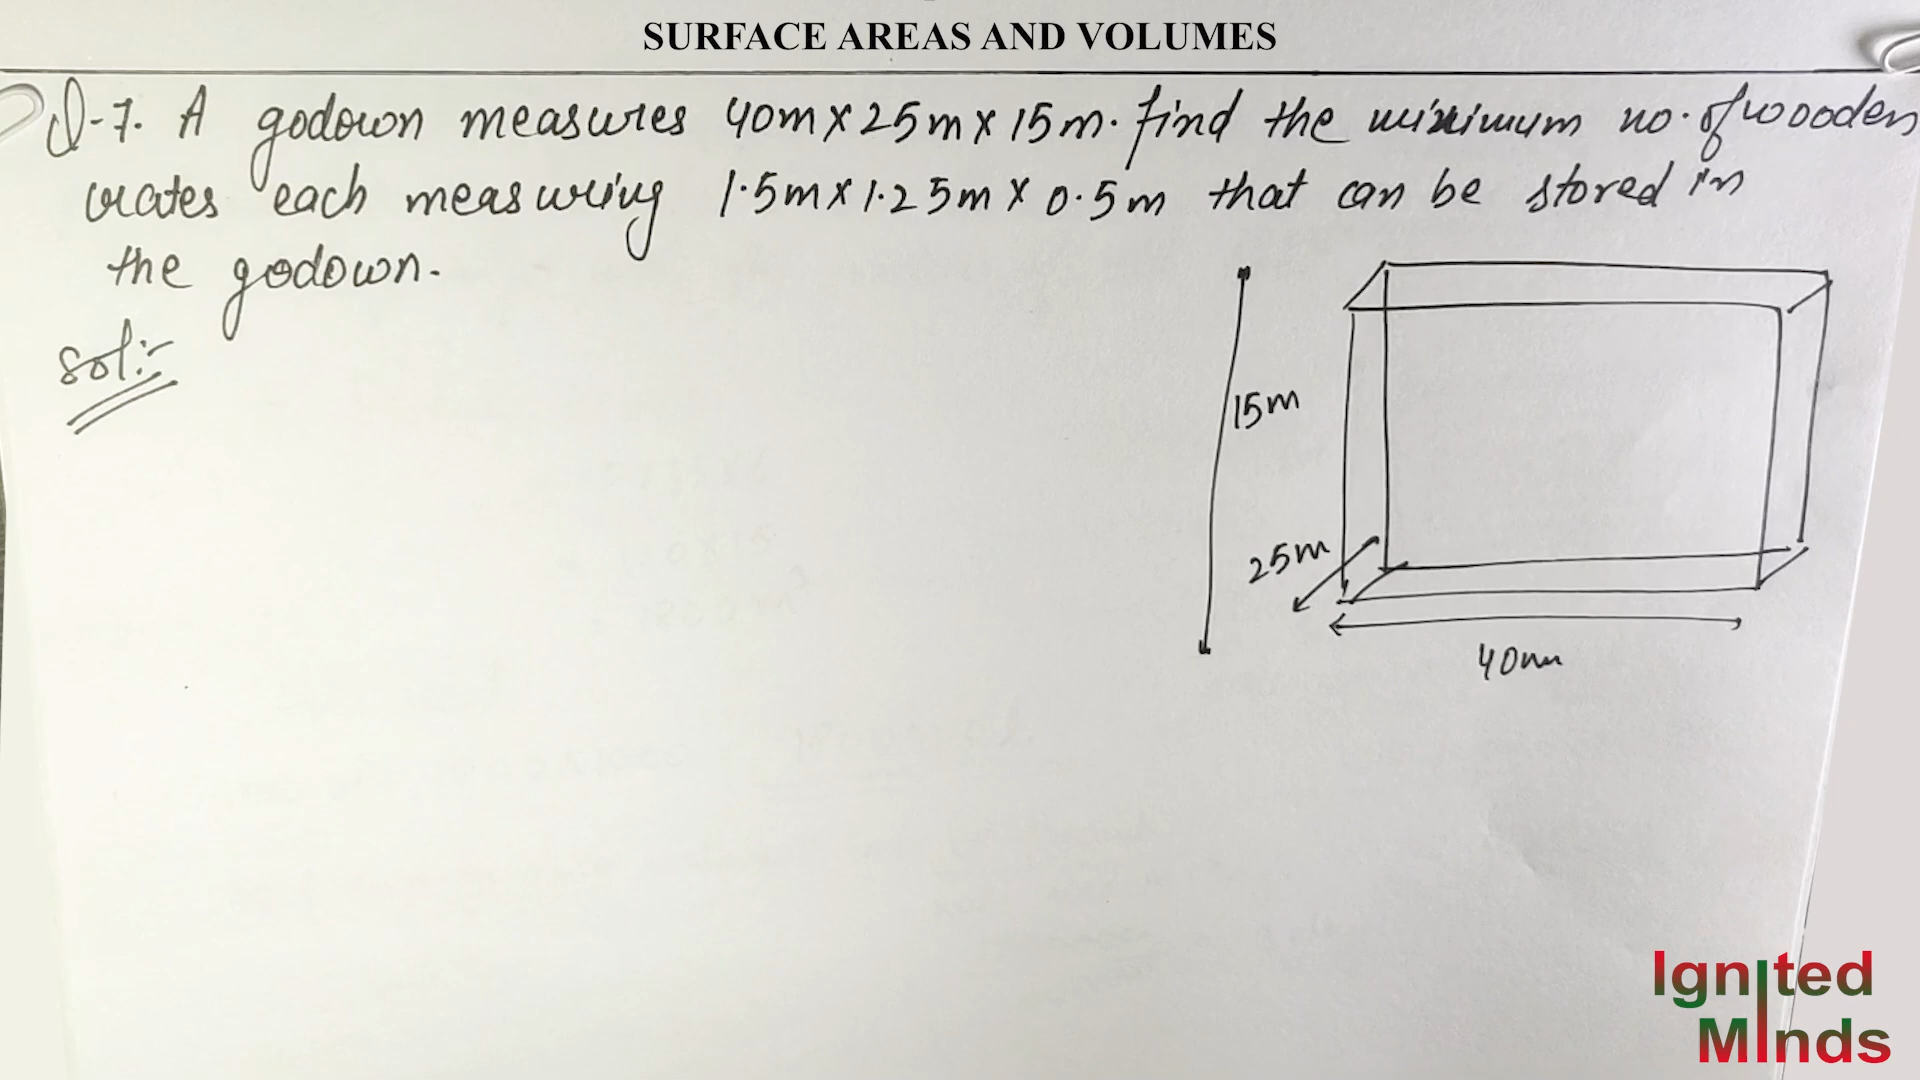 SURFACE AREAS AND VOLUMES
Q-7. A godown measures 40m x 25m x 15m. find the minimum no. of wooden
crates each measuring 1.5m x 1.25m x 0.5m that can be stored in
the godown.
Sol:-
15m
25m
40m
Ignited
Minds